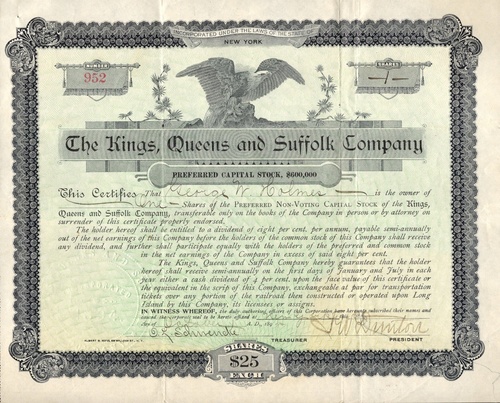 INCORPORATED UNDER THE LAWS OF THE STATE OF
NEW YORK
NUMBER
952
SHARES
1
The Kings, Queens and Suffolk Company
PREFERRED CAPITAL STOCK, $600,000
This Certifies That George W. Holmes is the owner of
One Shares of the PREFERRED NON-VOTING CAPITAL STOCK of the Kings,
Queens and Suffolk Company, transferable only on the books of the Company in person or by attorney on
surrender of this certificate properly endorsed.
The holder hereof shall be entitled to a dividend of eight per cent. per annum, payable semi-annually
out of the net earnings of this Company before the holders of the common stock of this Company shall receive
any dividend, and further shall participate equally with the holders of the preferred and common stock
in the net earnings of the Company in excess of said eight per cent.
The Kings, Queens and Suffolk Company hereby guarantees that the holder
hereof shall receive semi-annually on the first days of January and July in each
year either a cash dividend of 4 per cent. upon the face value of this certificate or
the equivalent in the scrip of this Company, exchangeable at par for transportation
tickets over any portion of the railroad then constructed or operated upon Long
Island by this Company, its licenses or assigns.
IN WITNESS WHEREOF, the duly authorized officers of this Corporation have hereunto subscribed their names and
caused the corporate seal to be hereto affixed
day of A. D., 189
TREASURER PRESIDENT
SHARES
$25
EACH